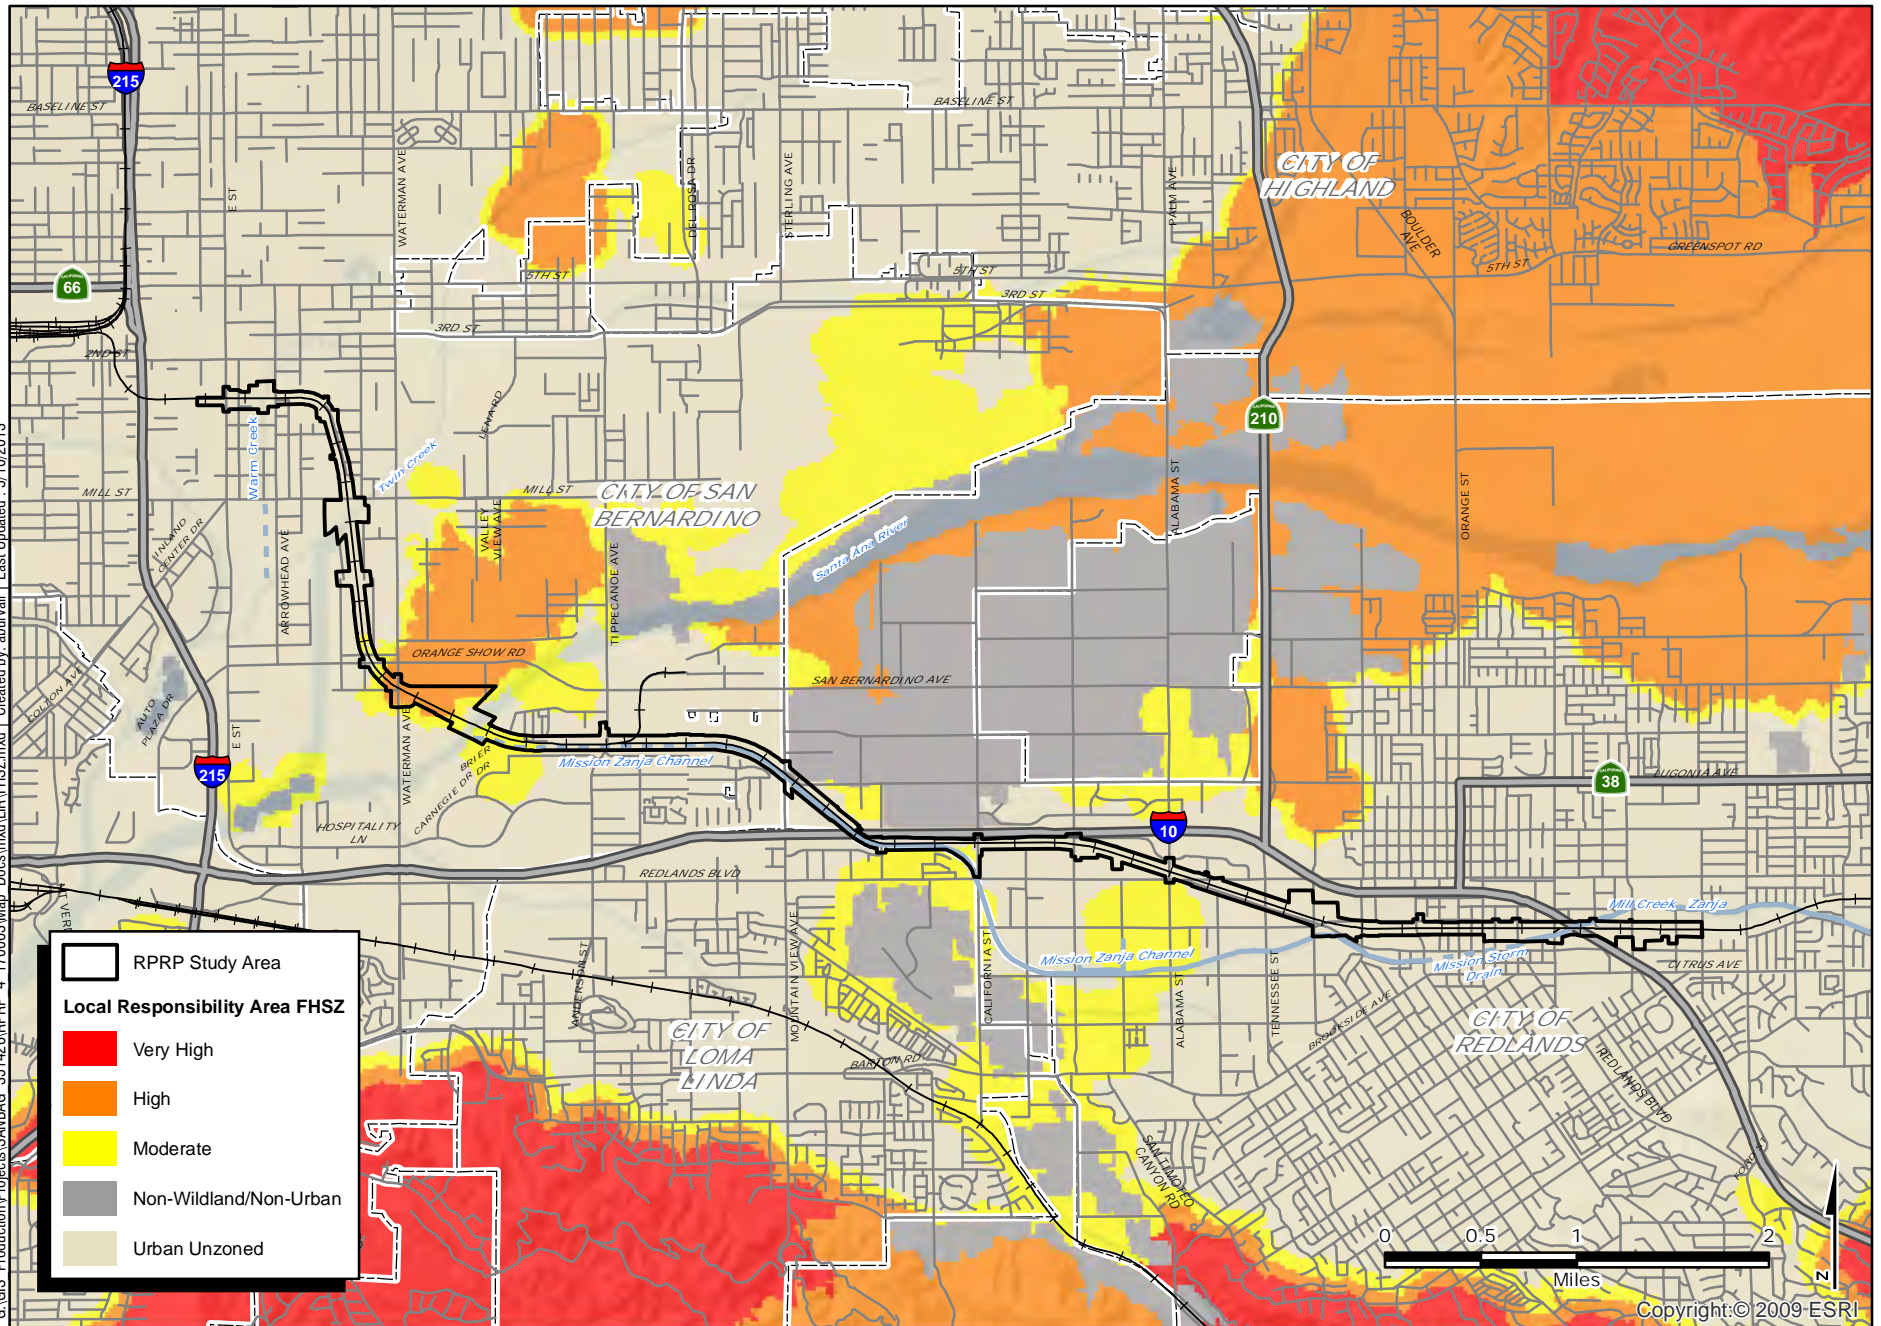 215
BASELINE ST
BASELINE ST
E ST
WATERMAN AVE
DEL ROSA DR
STERLING AVE
PALM AVE
CITY OF
HIGHLAND
BOULDER
AVE
GREENSPOT RD
5TH ST
5TH ST
5TH ST
66
3RD ST
3RD ST
2ND ST
210
LENA RD
Warm Creek
Twin Creek
MILL ST
MILL ST
CITY OF SAN
BERNARDINO
VALLEY
VIEW AVE
INLAND
CENTER DR
ARROWHEAD AVE
TIPPECANOE AVE
Santa Ana River
ALABAMA ST
ORANGE ST
ORANGE SHOW RD
SAN BERNARDINO AVE
COLTON AVE
AUTO
PLAZA DR
E ST
WATERMAN AVE
BRIER
DR
CARNEGIE DR
Mission Zanja Channel
215
38
LUGONIA AVE
HOSPITALITY
LN
10
REDLANDS BLVD
Mill Creek Zanja
Mission Zanja Channel
Mission Storm
Drain
CITRUS AVE
ANDERSON ST
MOUNTAIN VIEW AVE
CALIFORNIA ST
ALABAMA ST
TENNESSEE ST
BROOKSIDE AVE
CITY OF
REDLANDS
REDLANDS BLVD
CITY OF
LOMA
LINDA
BARTON RD
SAN TIMOTEO
CANYON RD
FORD ST
RPRP Study Area
Local Responsibility Area FHSZ
Very High
High
Moderate
Non-Wildland/Non-Urban
Urban Unzoned
0 0.5 1 2
Miles
N
Copyright:© 2009 ESRI